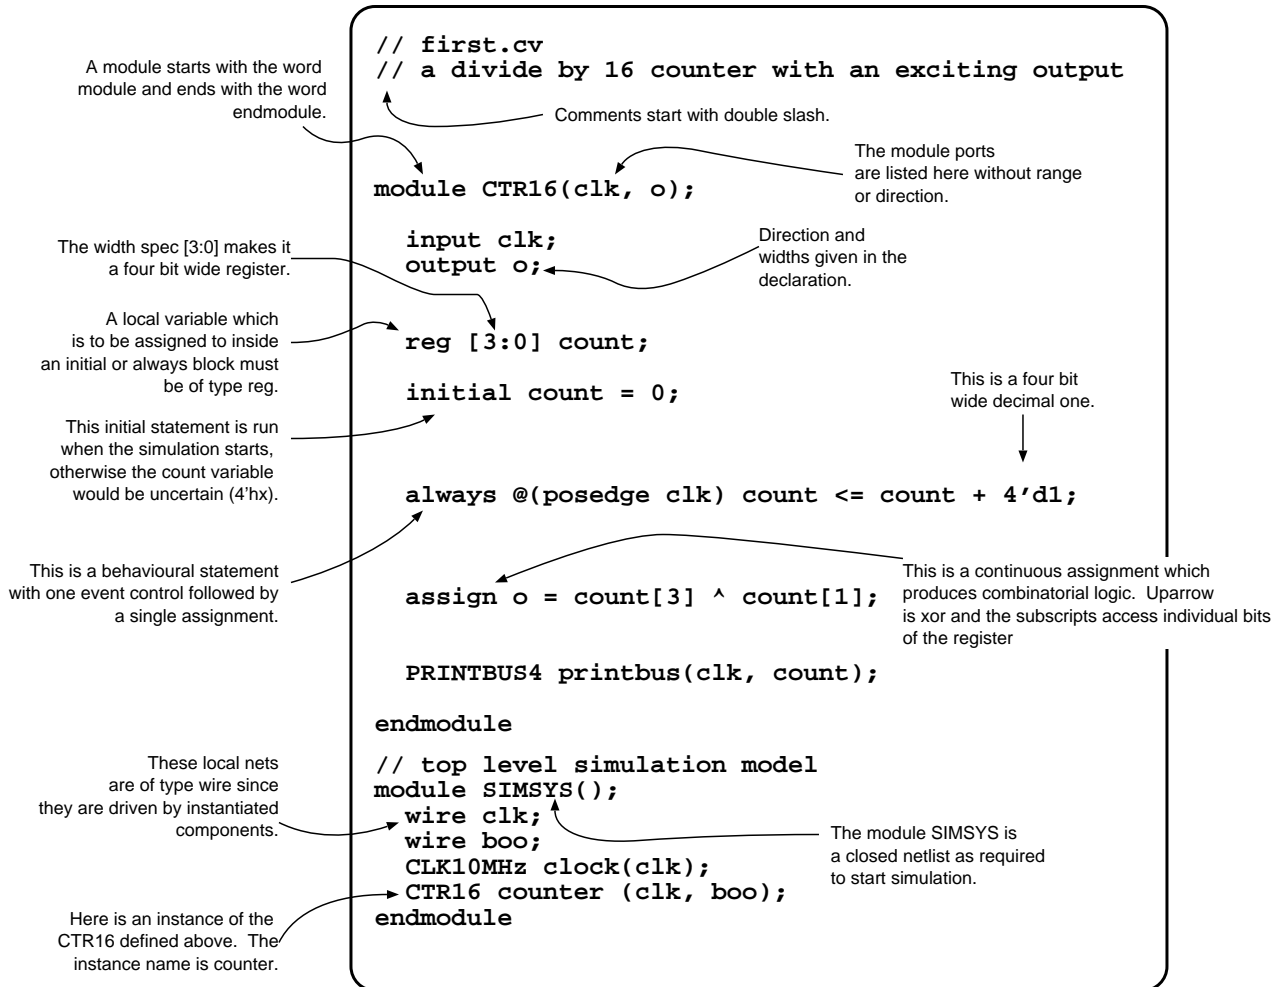 // first.cv
// a divide by 16 counter with an exciting output
A module starts with the word
module and ends with the word
endmodule.
Comments start with double slash.
The module ports
are listed here without range
or direction.
module CTR16(clk, o);
The width spec [3:0] makes it
a four bit wide register.
input clk;
output o;
Direction and
widths given in the
declaration.
A local variable which
is to be assigned to inside
an initial or always block must
be of type reg.
reg [3:0] count;
initial count = 0;
This is a four bit
wide decimal one.
This initial statement is run
when the simulation starts,
otherwise the count variable
would be uncertain (4'hx).
always @(posedge clk) count <= count + 4'd1;
This is a behavioural statement
with one event control followed by
a single assignment.
assign o = count[3] ^ count[1];
This is a continuous assignment which
produces combinatorial logic. Uparrow
is xor and the subscripts access individual bits
of the register
PRINTBUS4 printbus(clk, count);
endmodule
These local nets
are of type wire since
they are driven by instantiated
components.
// top level simulation model
module SIMSYS();
wire clk;
wire boo;
CLK10MHz clock(clk);
CTR16 counter (clk, boo);
endmodule
The module SIMSYS is
a closed netlist as required
to start simulation.
Here is an instance of the
CTR16 defined above. The
instance name is counter.